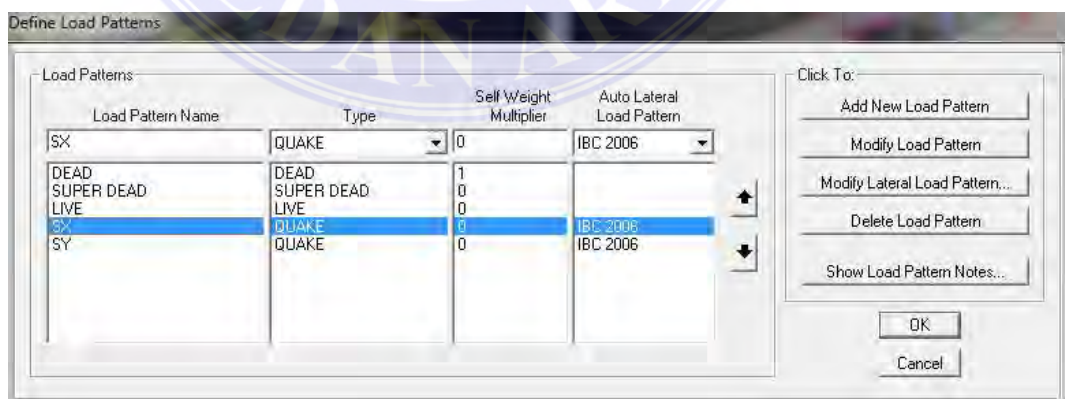 Define Load Patterns
Load Patterns
Click To:
Load Pattern Name Type Self Weight Multiplier Auto Lateral Load Pattern
SX QUAKE 0 IBC 2006
DEAD DEAD 1
SUPER DEAD SUPER DEAD 0
LIVE LIVE 0
SX QUAKE 0 IBC 2006
SY QUAKE 0 IBC 2006
Add New Load Pattern
Modify Load Pattern
Modify Lateral Load Pattern...
Delete Load Pattern
Show Load Pattern Notes...
OK
Cancel
DANAR